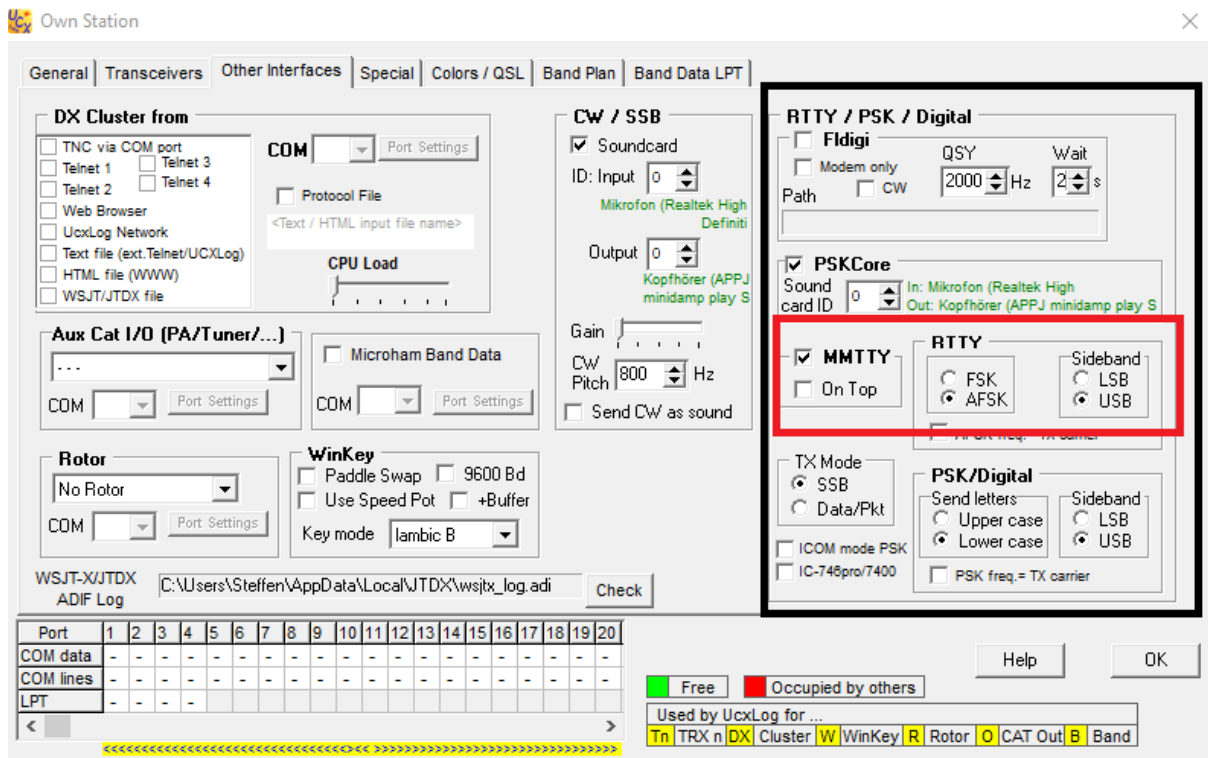 UCX Own Station
General Transceivers Other Interfaces Special Colors / QSL Band Plan Band Data LPT
DX Cluster from
TNC via COM port
Telnet 1 Telnet 3
Telnet 2 Telnet 4
Web Browser
UcxLog Network
Text file (ext.Telnet/UCXLog)
HTML file (WWW)
WSJT/JTDX file
COM Port Settings
Protocol File
<Text / HTML input file name>
CPU Load
Aux Cat I/O (PA/Tuner/...)
---
COM Port Settings
Microham Band Data
COM Port Settings
Rotor
No Rotor
COM Port Settings
WinKey
Paddle Swap 9600 Bd
Use Speed Pot +Buffer
Key mode Iambic B
WSJT-X/JTDX
ADIF Log
C:\Users\Steffen\AppData\Local\JTDX\wsjtx_log.adi Check
CW / SSB
Soundcard
ID: Input 0
Mikrofon (Realtek High
Definiti
Output 0
Kopfhörer (APPJ
minidamp play S
Gain
CW
Pitch 800 Hz
Send CW as sound
RTTY / PSK / Digital
Fldigi
Modem only
CW
QSY Wait
2000 Hz 2 s
Path
PSKCore
Sound
card ID 0
In: Mikrofon (Realtek High
Out: Kopfhörer (APPJ minidamp play S
MMTTY
On Top
RTTY
FSK
AFSK
Sideband
LSB
USB
AFSK freq.= TX carrier
TX Mode
SSB
Data/Pkt
ICOM mode PSK
IC-746pro/7400
PSK/Digital
Send letters
Upper case
Lower case
Sideband
LSB
USB
PSK freq.= TX carrier
Port 1 2 3 4 5 6 7 8 9 10 11 12 13 14 15 16 17 18 19 20
COM data - - - - - - - - - - - - - - - - - - - -
COM lines - - - - - - - - - - - - - - - - - - - -
LPT - - - -
Help OK
Free Occupied by others
Used by UcxLog for ...
Tn TRX n DX Cluster W WinKey R Rotor O CAT Out B Band